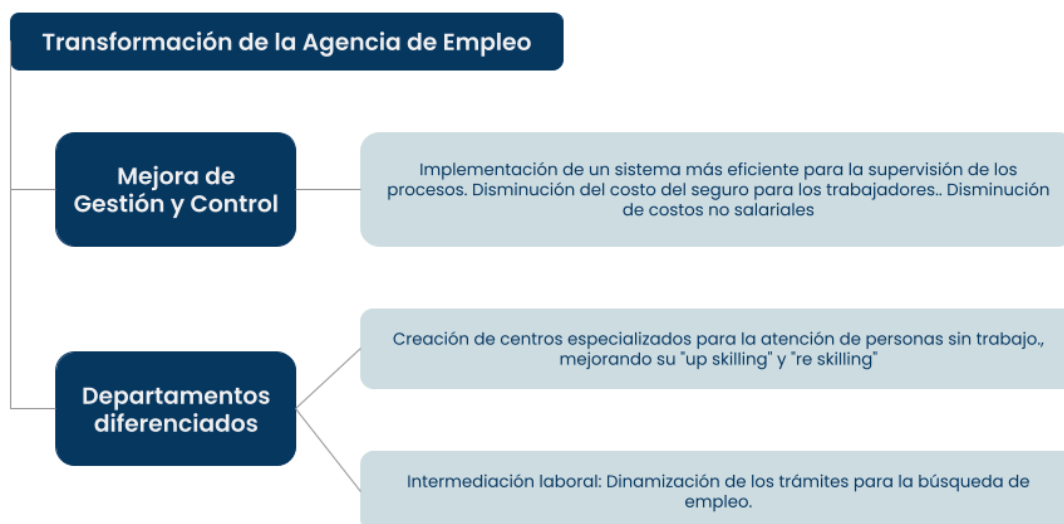 Transformación de la Agencia de Empleo
Mejora de
Gestión y Control
Implementación de un sistema más eficiente para la supervisión de los
procesos. Disminución del costo del seguro para los trabajadores.. Disminución
de costos no salariales
Departamentos
diferenciados
Creación de centros especializados para la atención de personas sin trabajo.,
mejorando su "up skilling" y "re skilling"
Intermediación laboral: Dinamización de los trámites para la búsqueda de
empleo.